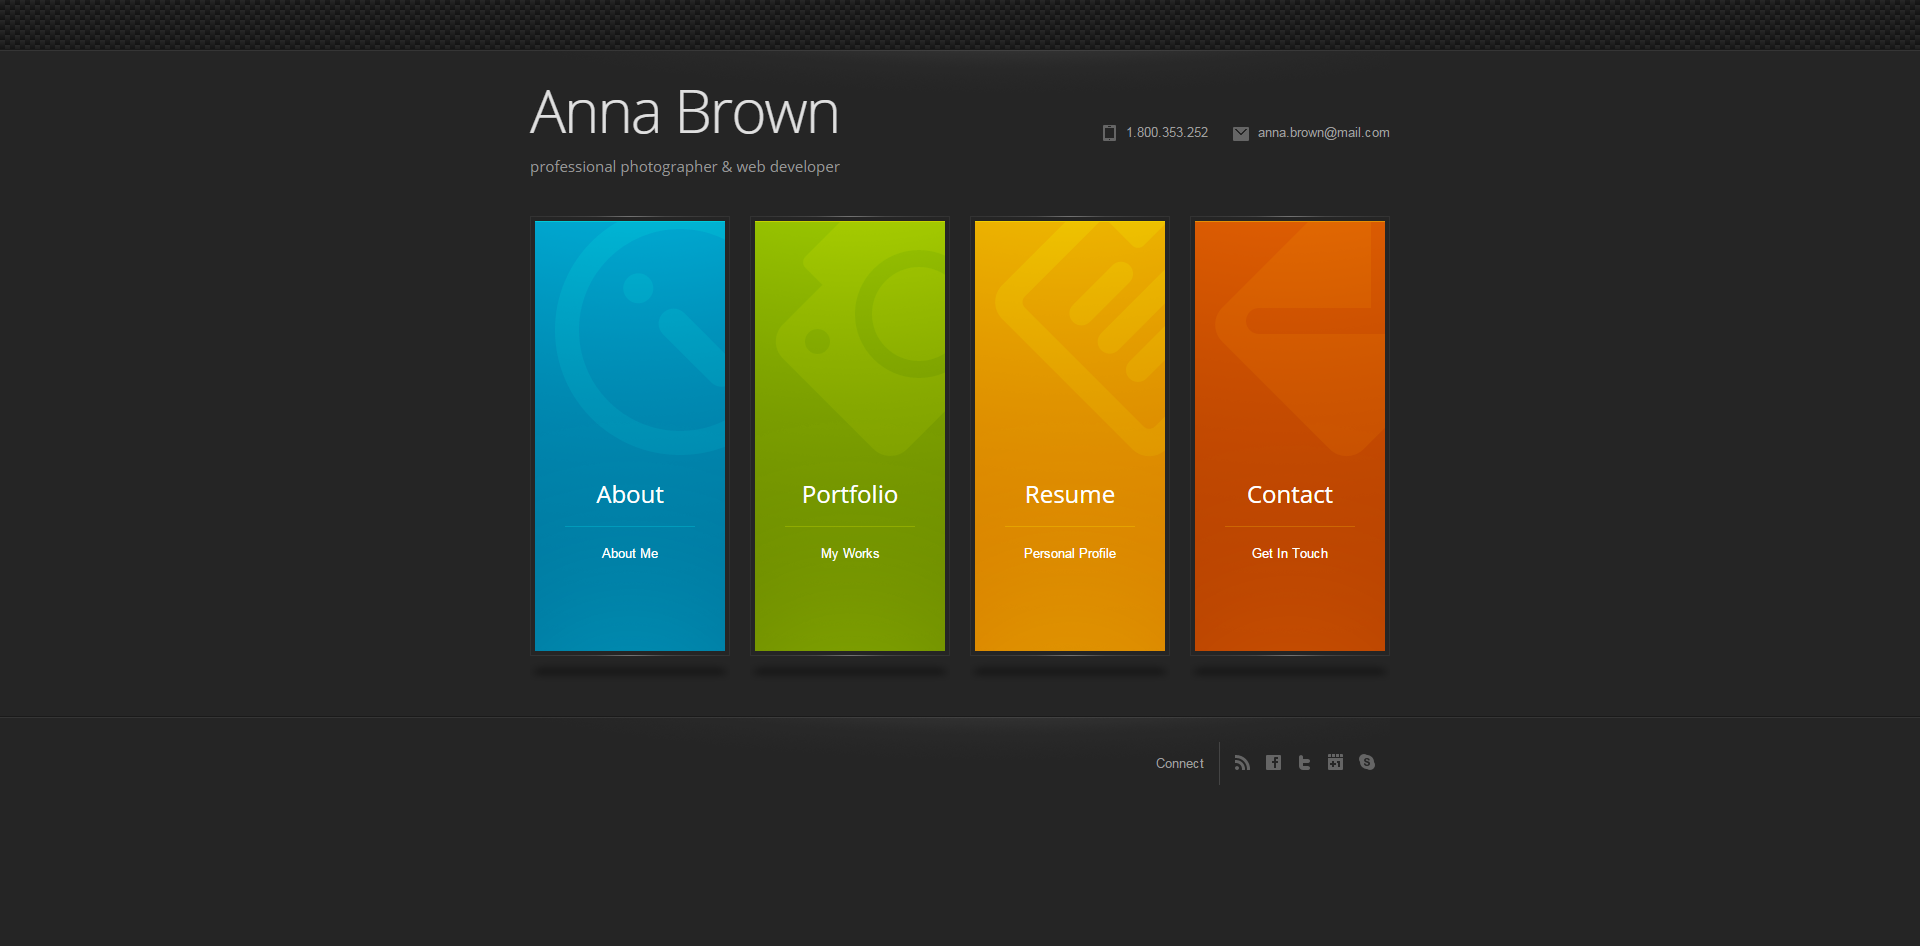 Anna Brown
1.800.353.252
anna.brown@mail.com
professional photographer & web developer
About
About Me
Portfolio
My Works
Resume
Personal Profile
Contact
Get In Touch
Connect